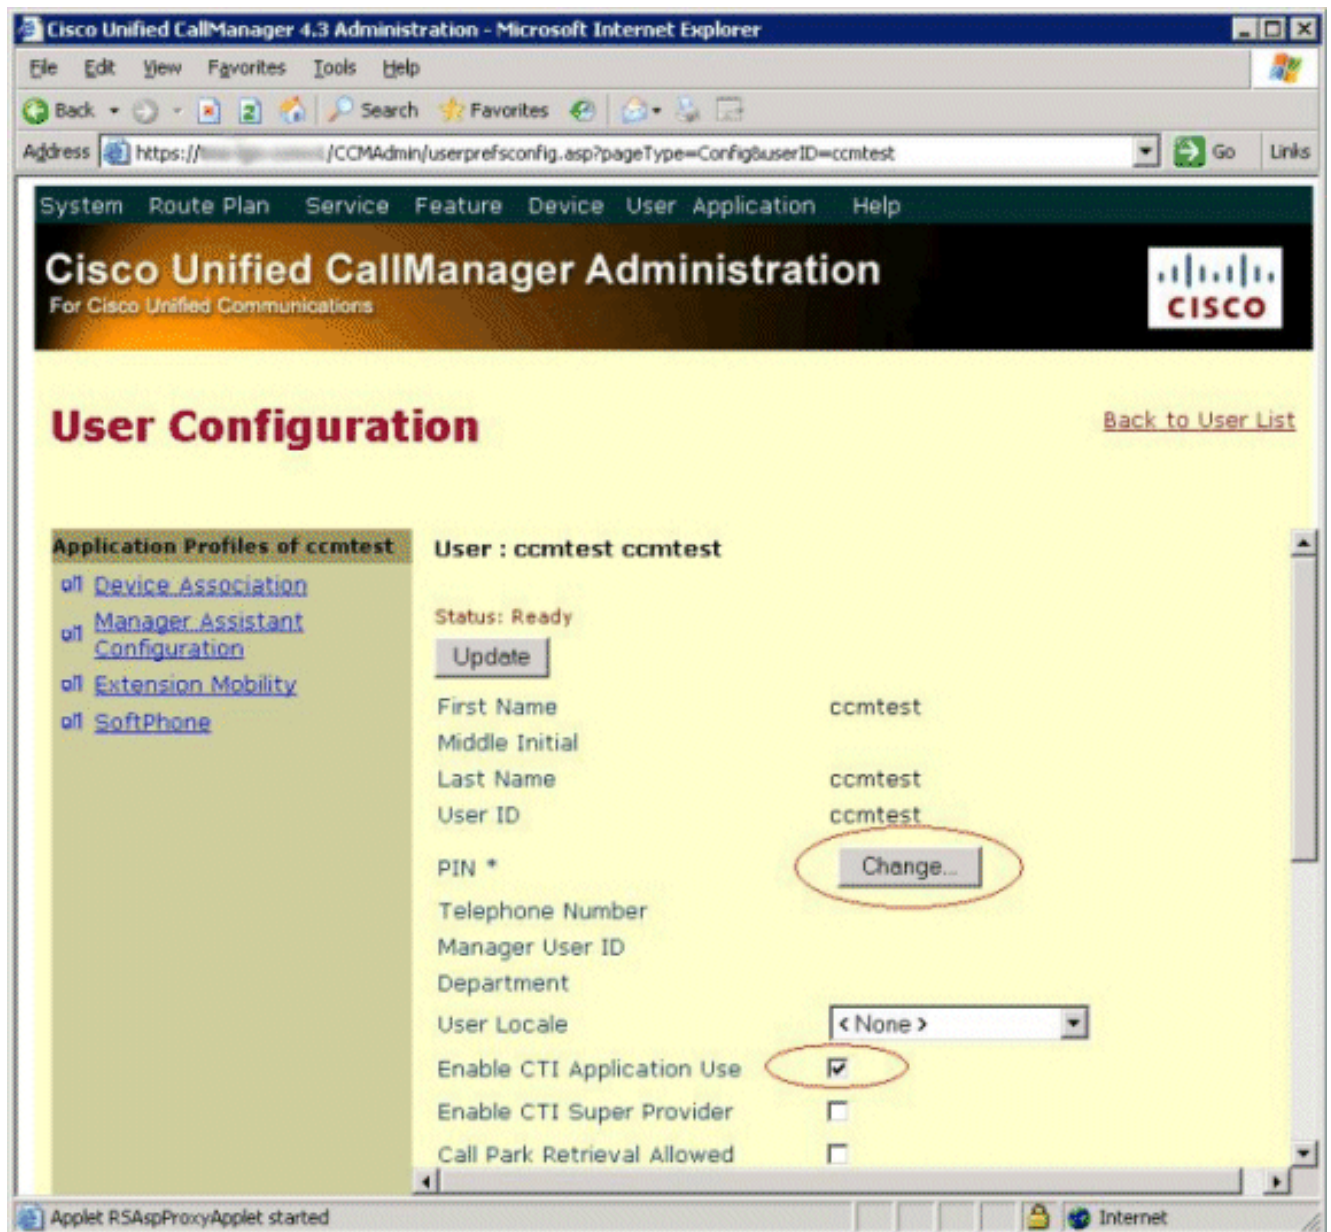 Cisco Unified CallManager 4.3 Administration - Microsoft Internet Explorer
File Edit View Favorites Tools Help
Back Search Favorites
Address https:// /CCMAdmin/userprefsconfig.asp?pageType=Config&userID=ccmtest Go Links
System Route Plan Service Feature Device User Application Help
Cisco Unified CallManager Administration
For Cisco Unified Communications
CISCO
User Configuration
Back to User List
Application Profiles of ccmtest
Device Association
Manager Assistant
Configuration
Extension Mobility
SoftPhone
User : ccmtest ccmtest
Status: Ready
Update
First Name ccmtest
Middle Initial
Last Name ccmtest
User ID ccmtest
PIN * Change...
Telephone Number
Manager User ID
Department
User Locale < None >
Enable CTI Application Use
Enable CTI Super Provider
Call Park Retrieval Allowed
Applet RSAspProxyApplet started
Internet